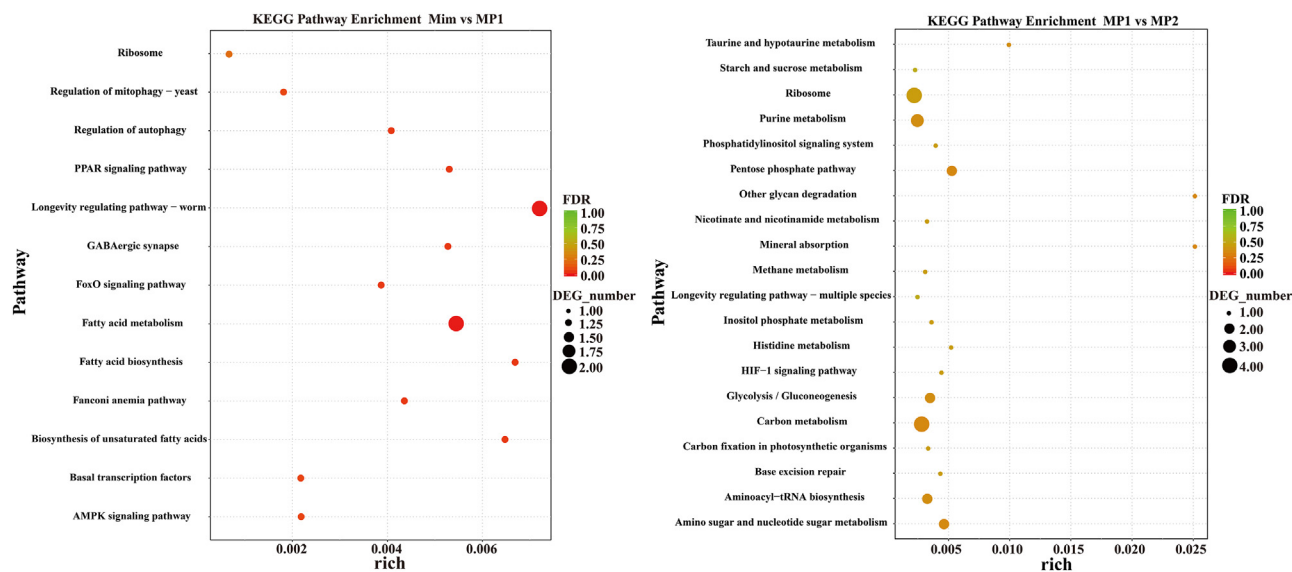 KEGG Pathway Enrichment Mim vs MP1
Pathway
Ribosome
Regulation of mitophagy − yeast
Regulation of autophagy
PPAR signaling pathway
Longevity regulating pathway − worm
GABAergic synapse
FoxO signaling pathway
Fatty acid metabolism
Fatty acid biosynthesis
Fanconi anemia pathway
Biosynthesis of unsaturated fatty acids
Basal transcription factors
AMPK signaling pathway
0.002 0.004 0.006
rich
FDR
1.00
0.75
0.50
0.25
0.00
DEG_number
1.00
1.25
1.50
1.75
2.00
KEGG Pathway Enrichment MP1 vs MP2
Pathway
Taurine and hypotaurine metabolism
Starch and sucrose metabolism
Ribosome
Purine metabolism
Phosphatidylinositol signaling system
Pentose phosphate pathway
Other glycan degradation
Nicotinate and nicotinamide metabolism
Mineral absorption
Methane metabolism
Longevity regulating pathway − multiple species
Inositol phosphate metabolism
Histidine metabolism
HIF−1 signaling pathway
Glycolysis / Gluconeogenesis
Carbon metabolism
Carbon fixation in photosynthetic organisms
Base excision repair
Aminoacyl−tRNA biosynthesis
Amino sugar and nucleotide sugar metabolism
0.005 0.010 0.015 0.020 0.025
rich
FDR
1.00
0.75
0.50
0.25
0.00
DEG_number
1.00
2.00
3.00
4.00